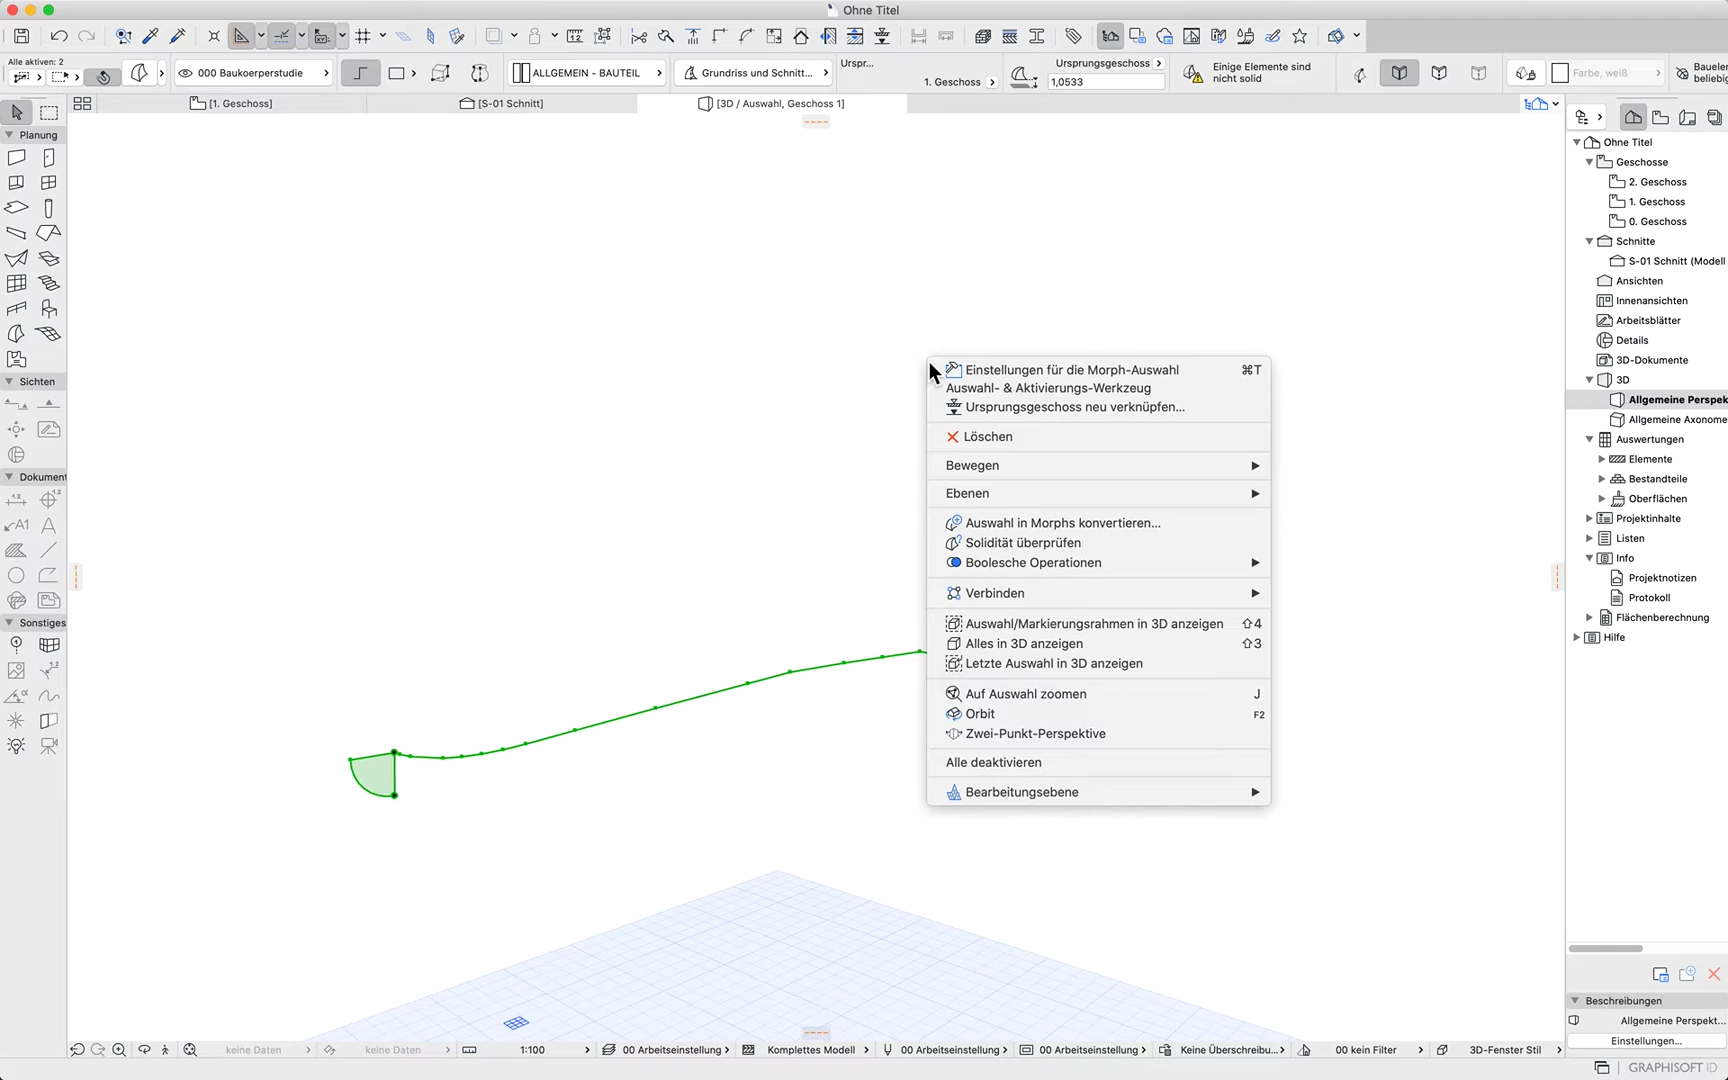 Ohne Titel
Alle aktiven: 2
000 Baukoerperstudie
ALLGEMEIN - BAUTEIL
Grundriss und Schnitt...
Urspr...
1. Geschoss
Ursprungsgeschoss
1,0533
Einige Elemente sind
nicht solid
Farbe, weiß
Bauele
beliebi
[1. Geschoss]
[S-01 Schnitt]
[3D / Auswahl, Geschoss 1]
Planung
Sichten
Dokument
Sonstiges
Einstellungen für die Morph-Auswahl ⌘T
Auswahl- & Aktivierungs-Werkzeug
Ursprungsgeschoss neu verknüpfen...
Löschen
Bewegen
Ebenen
Auswahl in Morphs konvertieren...
Solidität überprüfen
Boolesche Operationen
Verbinden
Auswahl/Markierungsrahmen in 3D anzeigen ⇧4
Alles in 3D anzeigen ⇧3
Letzte Auswahl in 3D anzeigen
Auf Auswahl zoomen J
Orbit F2
Zwei-Punkt-Perspektive
Alle deaktivieren
Bearbeitungsebene
Ohne Titel
Geschosse
2. Geschoss
1. Geschoss
0. Geschoss
Schnitte
S-01 Schnitt (Modell
Ansichten
Innenansichten
Arbeitsblätter
Details
3D-Dokumente
3D
Allgemeine Perspek
Allgemeine Axonome
Auswertungen
Elemente
Bestandteile
Oberflächen
Projektinhalte
Listen
Info
Projektnotizen
Protokoll
Flächenberechnung
Hilfe
Beschreibungen
Allgemeine Perspekt...
Einstellungen...
keine Daten
keine Daten
1:100
00 Arbeitseinstellung
Komplettes Modell
00 Arbeitseinstellung
00 Arbeitseinstellung
Keine Überschreibu...
00 kein Filter
3D-Fenster Stil
GRAPHISOFT ID